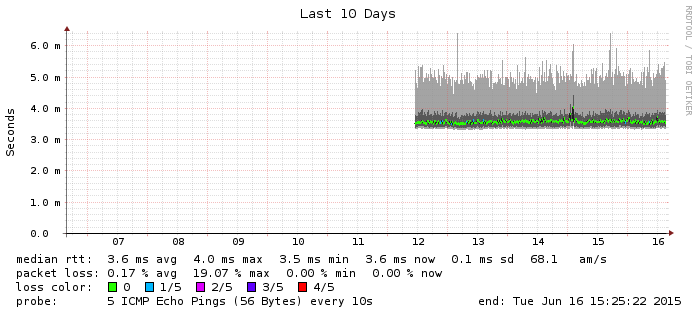 Last 10 Days
RRDTOOL / TOBI OETIKER
Seconds
6.0 m
5.0 m
4.0 m
3.0 m
2.0 m
1.0 m
0.0
07 08 09 10 11 12 13 14 15 16
median rtt: 3.6 ms avg 4.0 ms max 3.5 ms min 3.6 ms now 0.1 ms sd 68.1 am/s
packet loss: 0.17 % avg 19.07 % max 0.00 % min 0.00 % now
loss color: 0 1/5 2/5 3/5 4/5
probe: 5 ICMP Echo Pings (56 Bytes) every 10s end: Tue Jun 16 15:25:22 2015